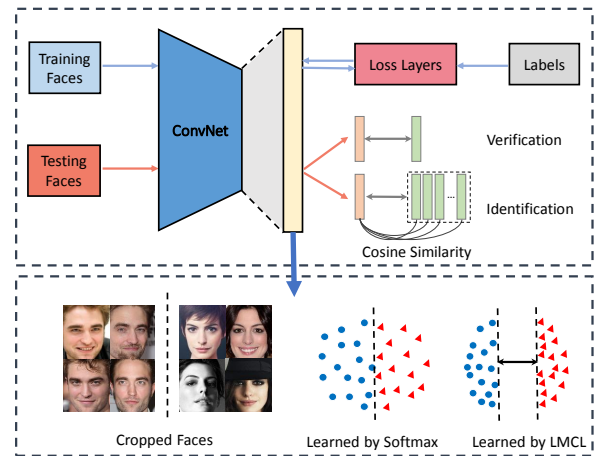 Training
Faces
ConvNet
Loss Layers
Labels
Testing
Faces
Verification
...
Identification
Cosine Similarity
Cropped Faces
Learned by Softmax
Learned by LMCL